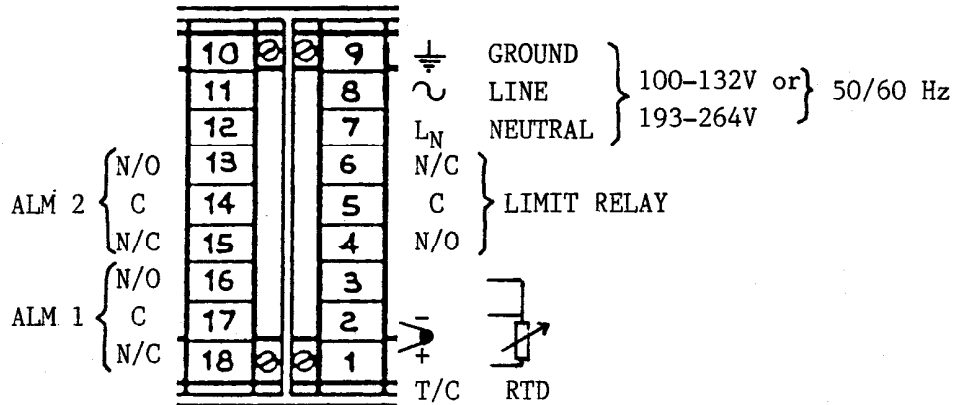 10 9 ⏚ GROUND
11 8 ∿ LINE
100-132V or 50/60 Hz
193-264V
12 7 LN NEUTRAL
N/O 13 6 N/C
ALM 2 C 14 5 C LIMIT RELAY
N/C 15 4 N/O
N/O 16 3
ALM 1 C 17 2 -
N/C 18 1 +
T/C RTD